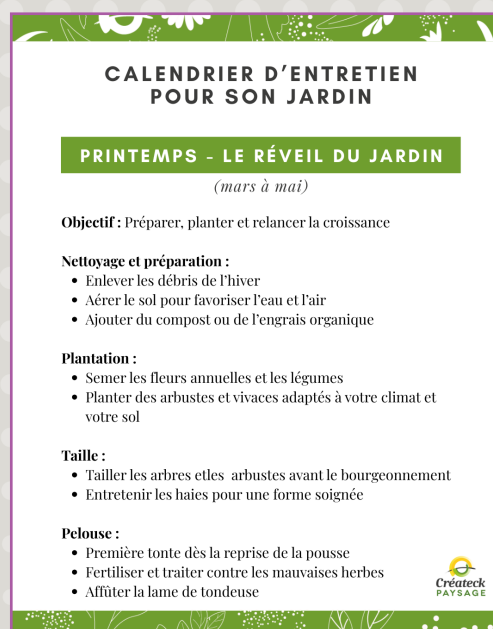 CALENDRIER D’ENTRETIEN
POUR SON JARDIN
PRINTEMPS - LE RÉVEIL DU JARDIN
(mars à mai)
Objectif : Préparer, planter et relancer la croissance
Nettoyage et préparation :
• Enlever les débris de l’hiver
• Aérer le sol pour favoriser l’eau et l’air
• Ajouter du compost ou de l’engrais organique
Plantation :
• Semer les fleurs annuelles et les légumes
• Planter des arbustes et vivaces adaptés à votre climat et
votre sol
Taille :
• Tailler les arbres etles  arbustes avant le bourgeonnement
• Entretenir les haies pour une forme soignée
Pelouse :
• Première tonte dès la reprise de la pousse
• Fertiliser et traiter contre les mauvaises herbes
• Affûter la lame de tondeuse
Créateck
PAYSAGE